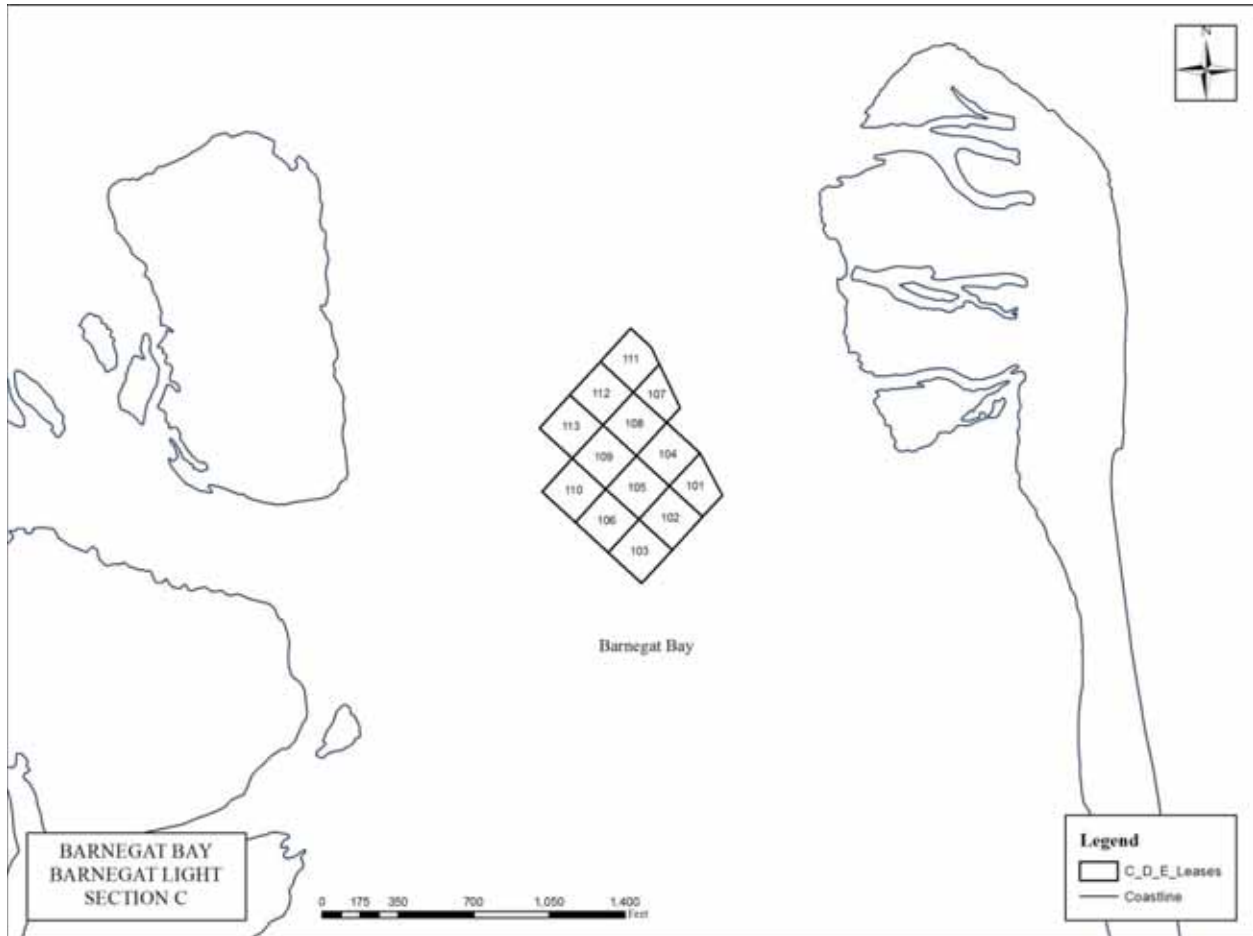 N
111
112
107
113
108
109
104
110
105
101
106
102
103
Barnegat Bay
BARNEGAT BAY
BARNEGAT LIGHT
SECTION C
0 175 350 700 1,050 1,400
Feet
Legend
C_D_E_Leases
Coastline